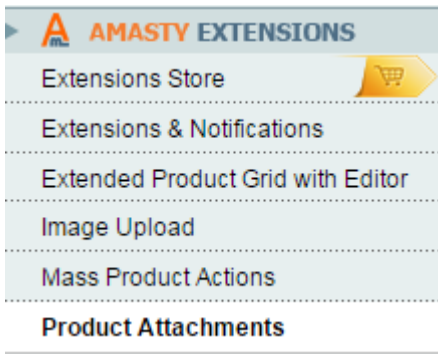 AMASTY EXTENSIONS
Extensions Store
Extensions & Notifications
Extended Product Grid with Editor
Image Upload
Mass Product Actions
Product Attachments